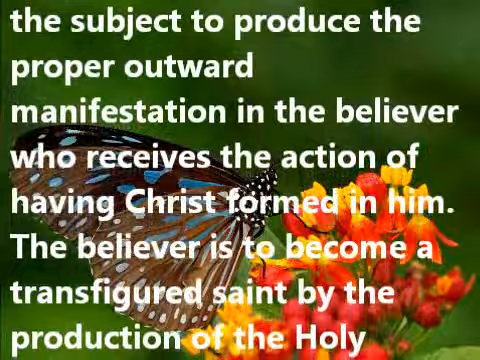 the subject to produce the
proper outward
manifestation in the believer
who receives the action of
having Christ formed in him.
The believer is to become a
transfigured saint by the
production of the Holy